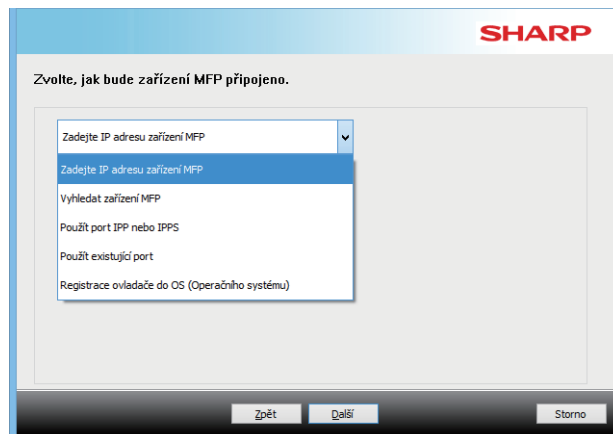 SHARP
Zvolte, jak bude zařízení MFP připojeno.
Zadejte IP adresu zařízení MFP
Zadejte IP adresu zařízení MFP
Vyhledat zařízení MFP
Použít port IPP nebo IPPS
Použít existující port
Registrace ovladače do OS (Operačního systému)
Zpět Další Storno